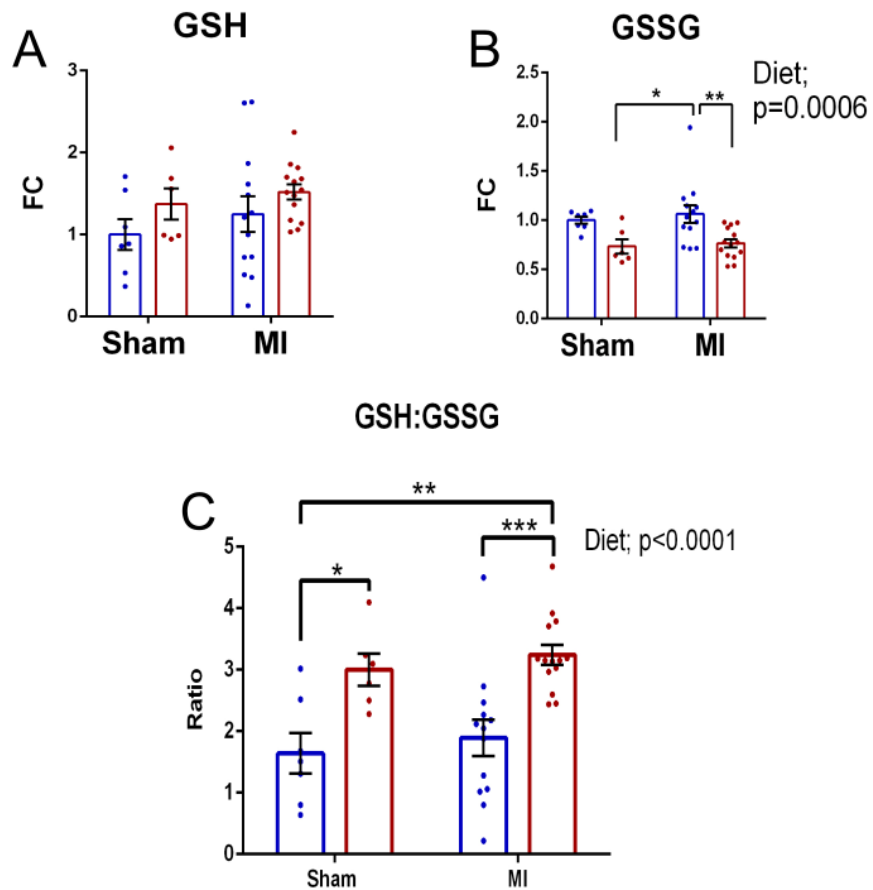 A
GSH
3
2
1
0
FC
Sham
MI
B
GSSG
Diet;
p=0.0006
2.5
2.0
1.5
1.0
0.5
0.0
FC
*
**
Sham
MI
GSH:GSSG
C
**
***
*
Diet; p<0.0001
5
4
3
2
1
0
Ratio
Sham
MI